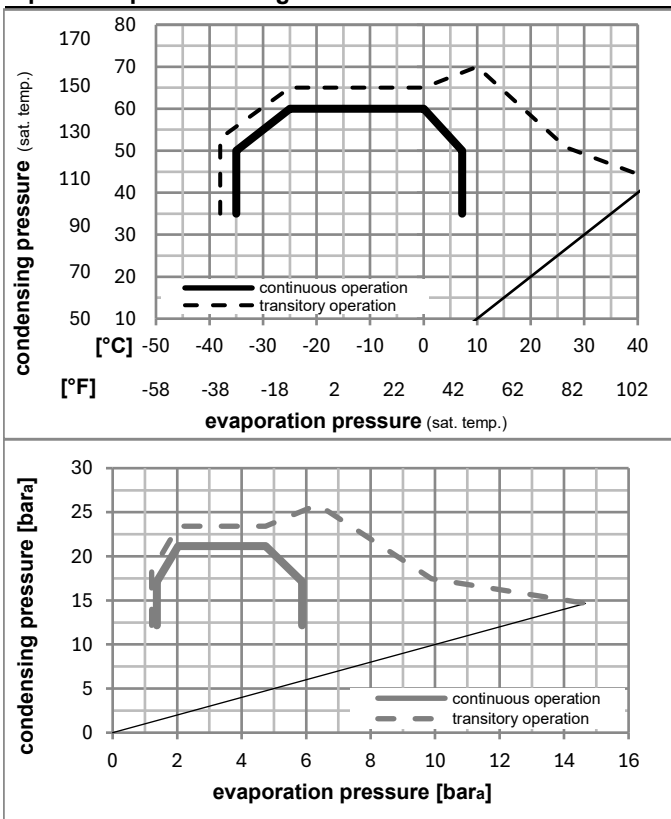 170 80
70
150
60
130
50
110
40
90
30
70
20
50 10
continuous operation
transitory operation
condensing pressure (sat. temp.)
[°C] -50 -40 -30 -20 -10 0 10 20 30 40
[°F] -58 -38 -18 2 22 42 62 82 102
evaporation pressure (sat. temp.)
30
25
20
15
10
5
0
continuous operation
transitory operation
condensing pressure [bara]
0 2 4 6 8 10 12 14 16
evaporation pressure [bara]